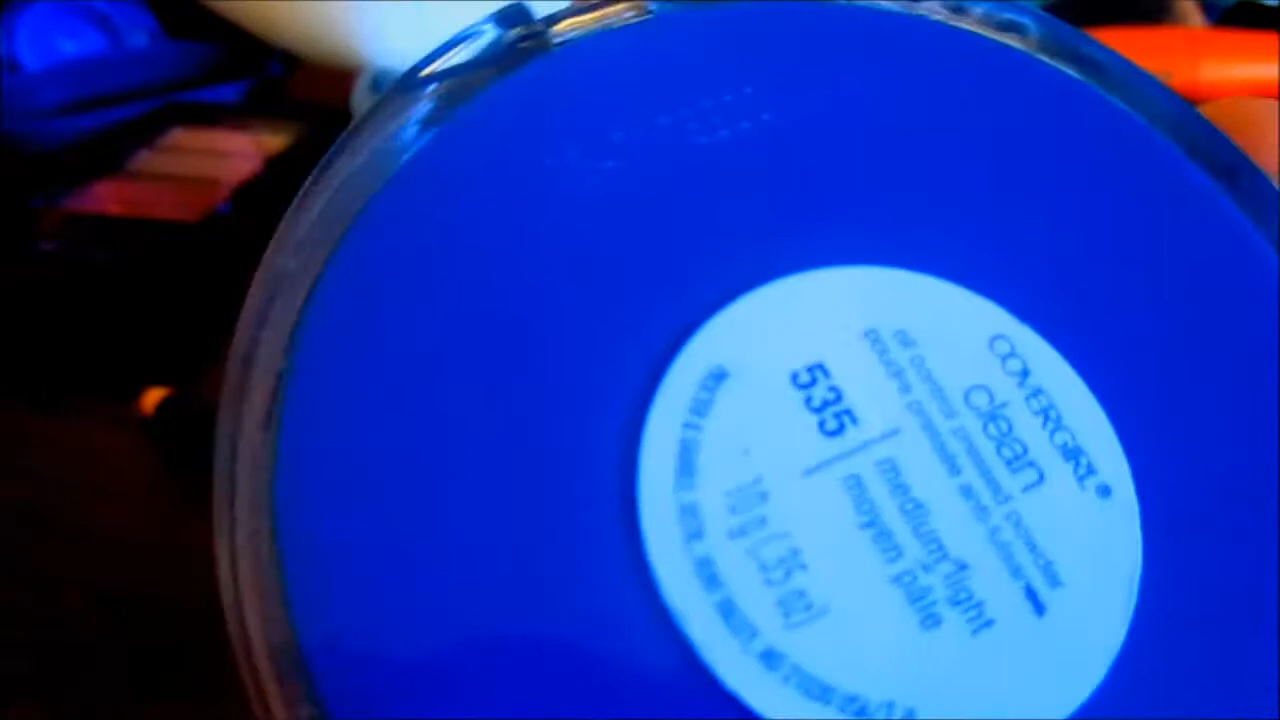 COVERGIRL®
clean
oil control pressed powder
poudre pressée anti-luisance
535 | medium/light
moyen pâle
10 g (.35 oz)